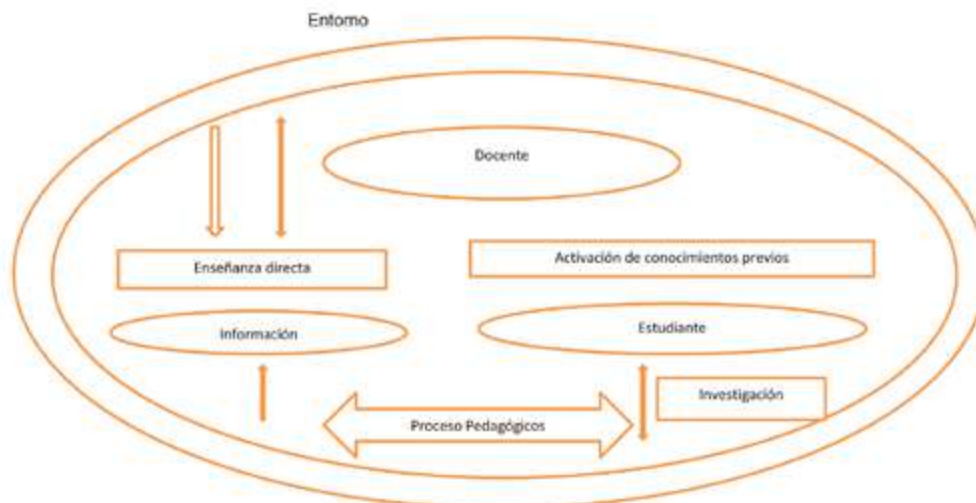 Entorno
Docente
Enseñanza directa
Activación de conocimientos previos
Información
Estudiante
Investigación
Proceso Pedagógicos